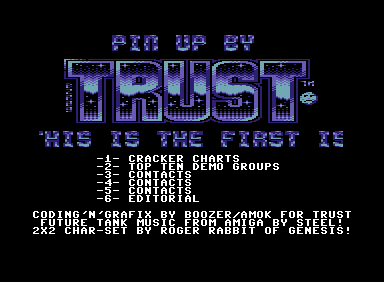 PIN UP BY
TRUST™
THIS IS THE FIRST IS
-1- CRACKER CHARTS
-2- TOP TEN DEMO GROUPS
-3- CONTACTS
-4- CONTACTS
-5- CONTACTS
-6- EDITORIAL
CODING'N'GRAFIX BY BOOZER/AMOK FOR TRUST
FUTURE TANK MUSIC FROM AMIGA BY STEEL!
2X2 CHAR-SET BY ROGER RABBIT OF GENESIS!